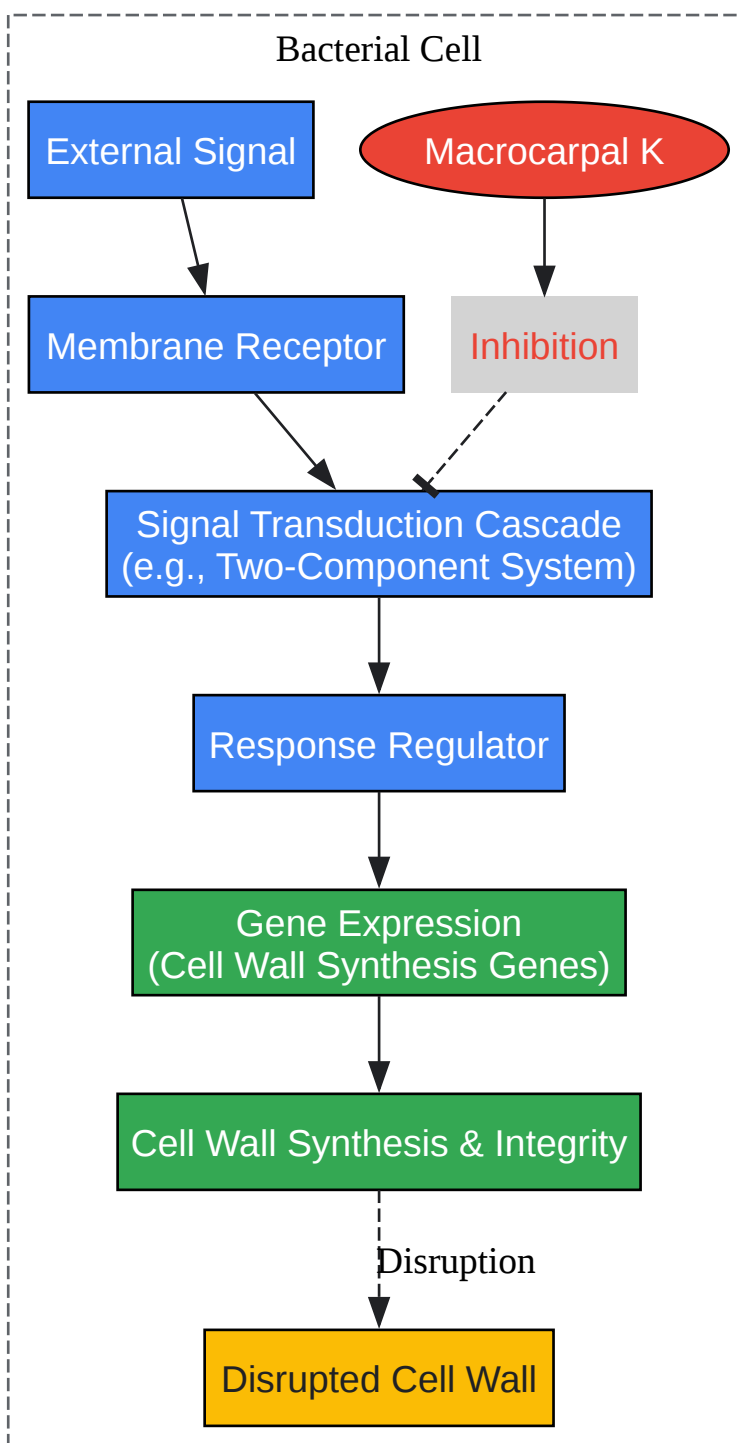 Bacterial Cell
External Signal
Macrocarpal K
Membrane Receptor
Inhibition
Signal Transduction Cascade
(e.g., Two-Component System)
Response Regulator
Gene Expression
(Cell Wall Synthesis Genes)
Cell Wall Synthesis & Integrity
Disruption
Disrupted Cell Wall